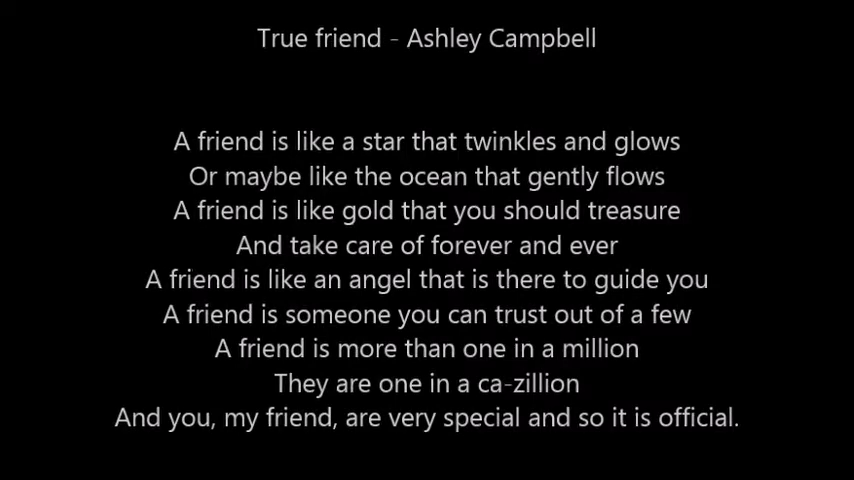 True friend - Ashley Campbell
A friend is like a star that twinkles and glows
Or maybe like the ocean that gently flows
A friend is like gold that you should treasure
And take care of forever and ever
A friend is like an angel that is there to guide you
A friend is someone you can trust out of a few
A friend is more than one in a million
They are one in a ca-zillion
And you, my friend, are very special and so it is official.